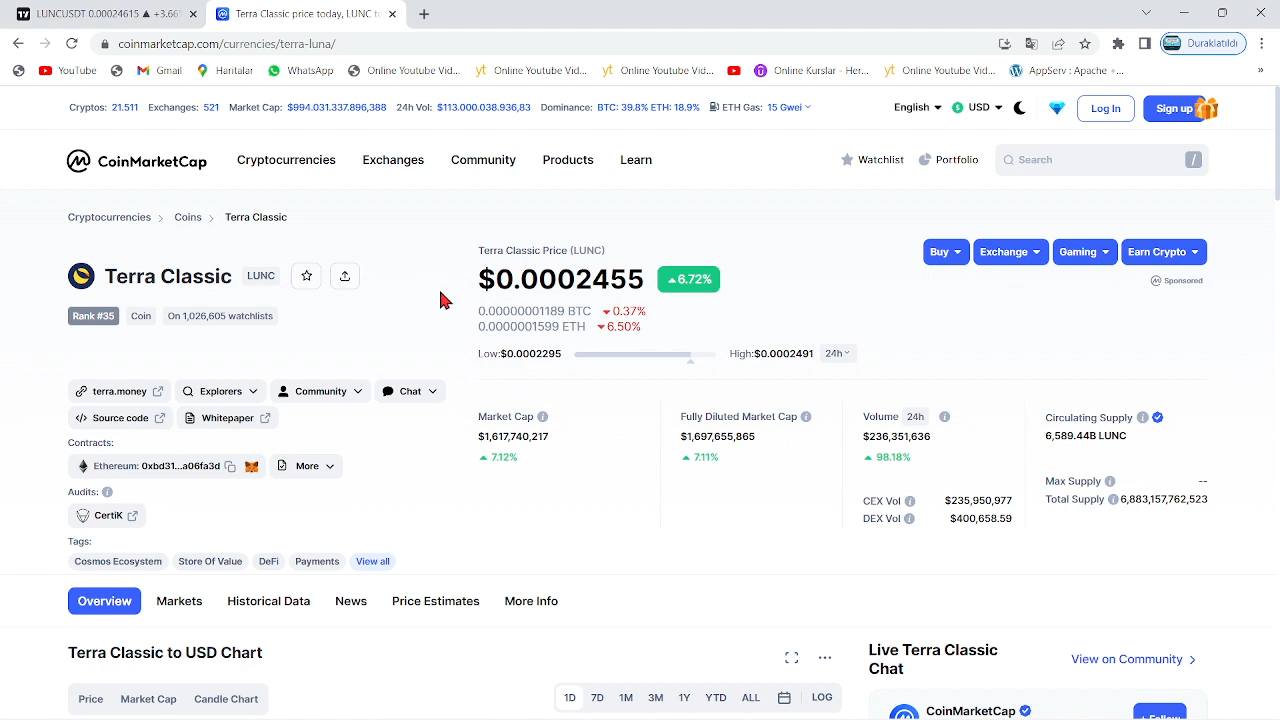 LUNCUSDT 0.00024615 ▲ +3.66
Terra Classic price today, LUNC to
coinmarketcap.com/currencies/terra-luna/
Duraklatıldı
YouTube
Gmail
Haritalar
WhatsApp
Online Youtube Vid...
Online Youtube Vid...
Online Youtube Vid...
Online Kurslar - Her...
Online Youtube Vid...
AppServ : Apache +...
Cryptos: 21.511 Exchanges: 521 Market Cap: $994.031.337.896,388 24h Vol: $113.000.038.936,83 Dominance: BTC: 39.8% ETH: 18.9% ETH Gas: 15 Gwei
English USD
Log In
Sign up
CoinMarketCap
Cryptocurrencies Exchanges Community Products Learn
Watchlist Portfolio
Search /
Cryptocurrencies > Coins > Terra Classic
Terra Classic LUNC
Rank #35 Coin On 1,026,605 watchlists
Terra Classic Price (LUNC)
$0.0002455 6.72%
0.00000001189 BTC 0.37%
0.0000001599 ETH 6.50%
Low:$0.0002295 High:$0.0002491 24h
Buy Exchange Gaming Earn Crypto
Sponsored
terra.money Explorers Community Chat
Source code Whitepaper
Contracts:
Ethereum: 0xbd31...a06fa3d More
Audits:
CertiK
Tags:
Cosmos Ecosystem Store Of Value DeFi Payments View all
Market Cap
$1,617,740,217
7.12%
Fully Diluted Market Cap
$1,697,655,865
7.11%
Volume 24h
$236,351,636
98.18%
CEX Vol $235,950,977
DEX Vol $400,658.59
Circulating Supply
6,589.44B LUNC
Max Supply --
Total Supply 6,883,157,762,523
Overview Markets Historical Data News Price Estimates More Info
Terra Classic to USD Chart
Price Market Cap Candle Chart
1D 7D 1M 3M 1Y YTD ALL LOG
Live Terra Classic
Chat
View on Community >
CoinMarketCap
+ Follow